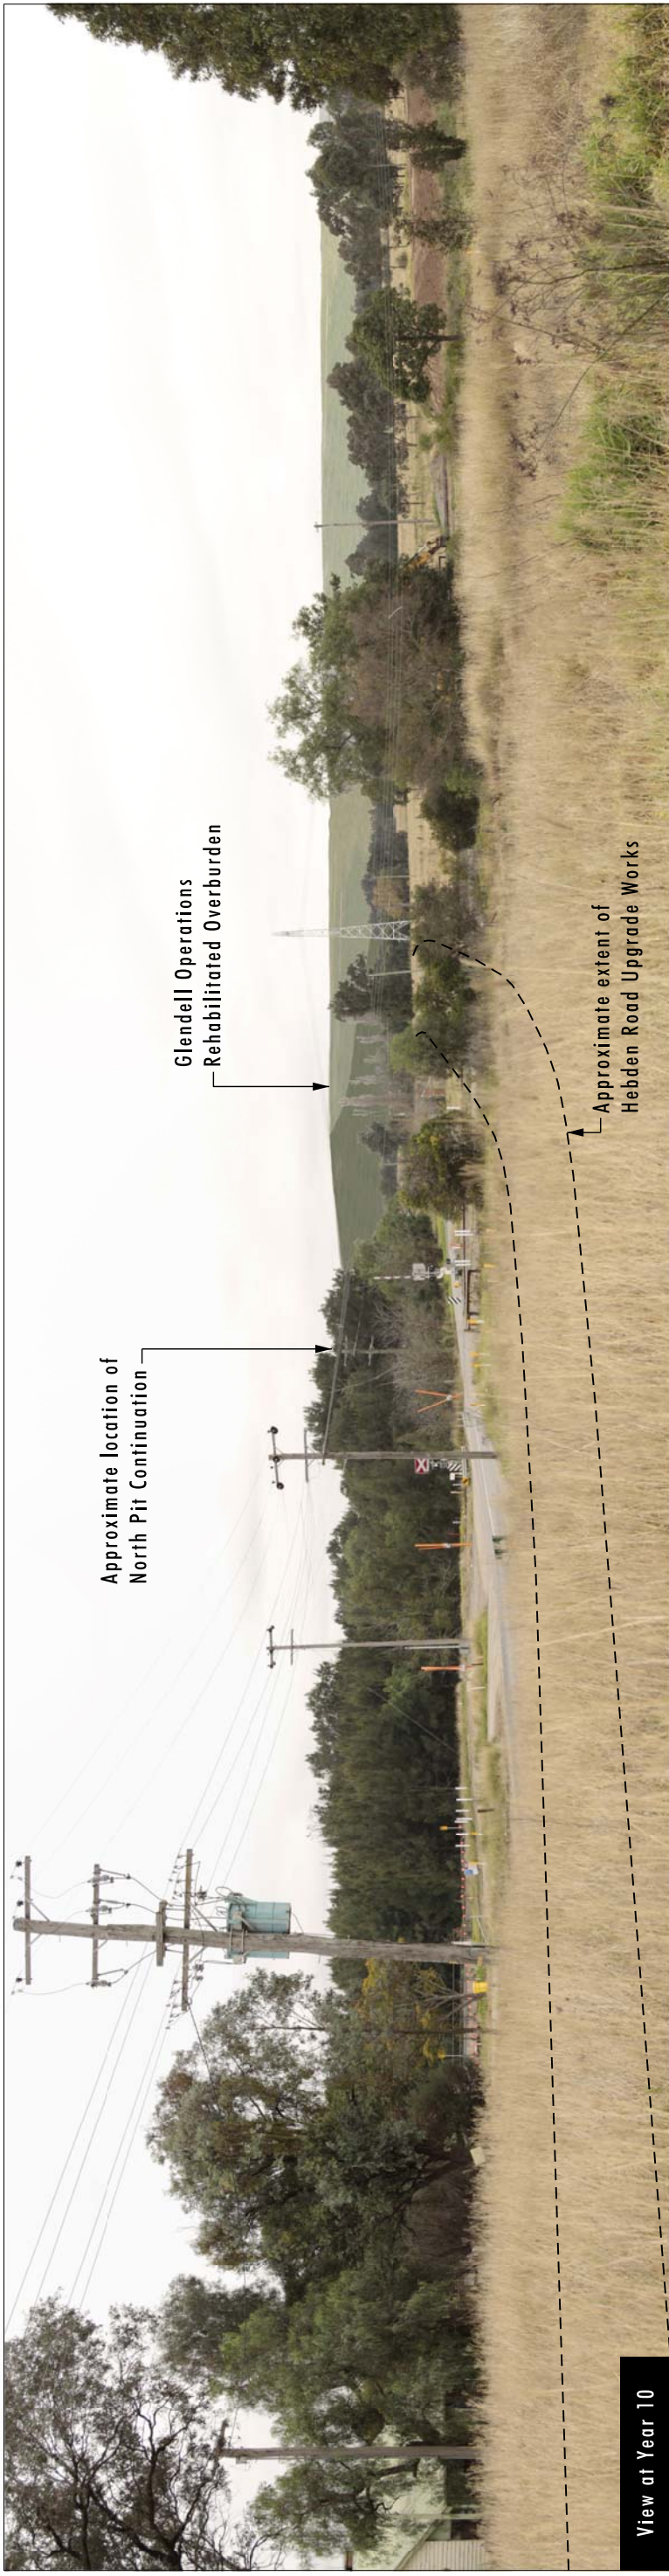 Approximate location of
North Pit Continuation
Glendell Operations
Rehabilitated Overburden
Approximate extent of
Hebden Road Upgrade Works
View at Year 10